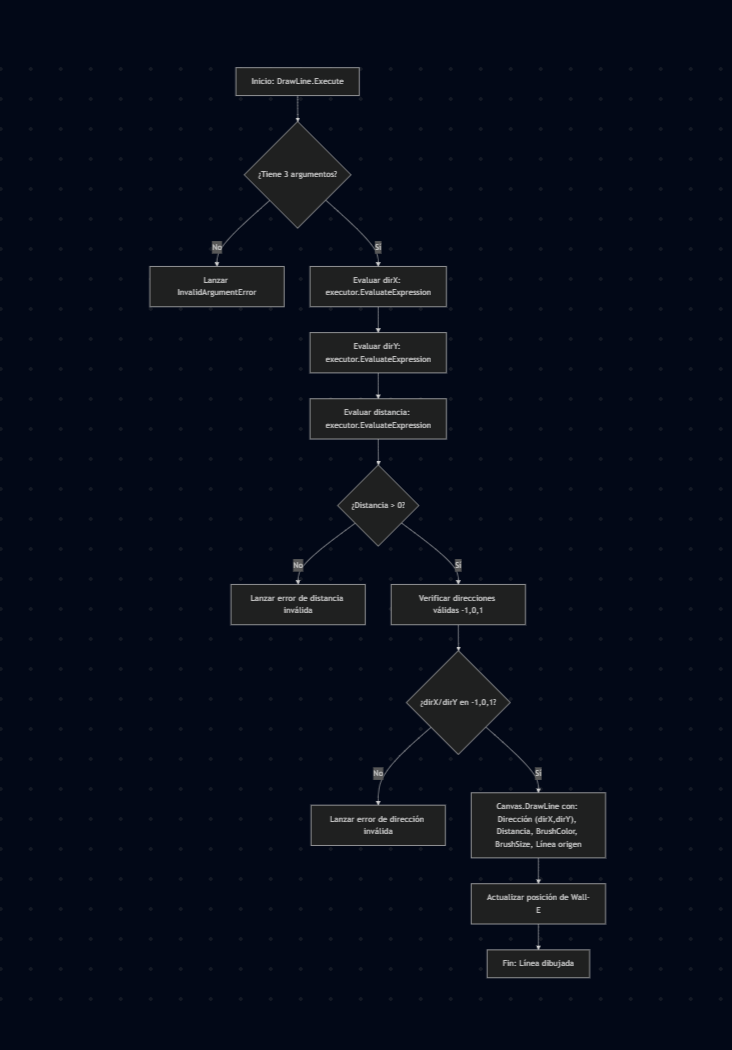 Inicio: DrawLine.Execute
¿Tiene 3 argumentos?
No
Sí
Lanzar
InvalidArgumentError
Evaluar dirX:
executor.EvaluateExpression
Evaluar dirY:
executor.EvaluateExpression
Evaluar distancia:
executor.EvaluateExpression
¿Distancia > 0?
No
Sí
Lanzar error de distancia
inválida
Verificar direcciones
válidas -1,0,1
¿dirX/dirY en -1,0,1?
No
Sí
Lanzar error de dirección
inválida
Canvas.DrawLine con:
Dirección (dirX,dirY),
Distancia, BrushColor,
BrushSize, Línea origen
Actualizar posición de Wall-
E
Fin: Línea dibujada